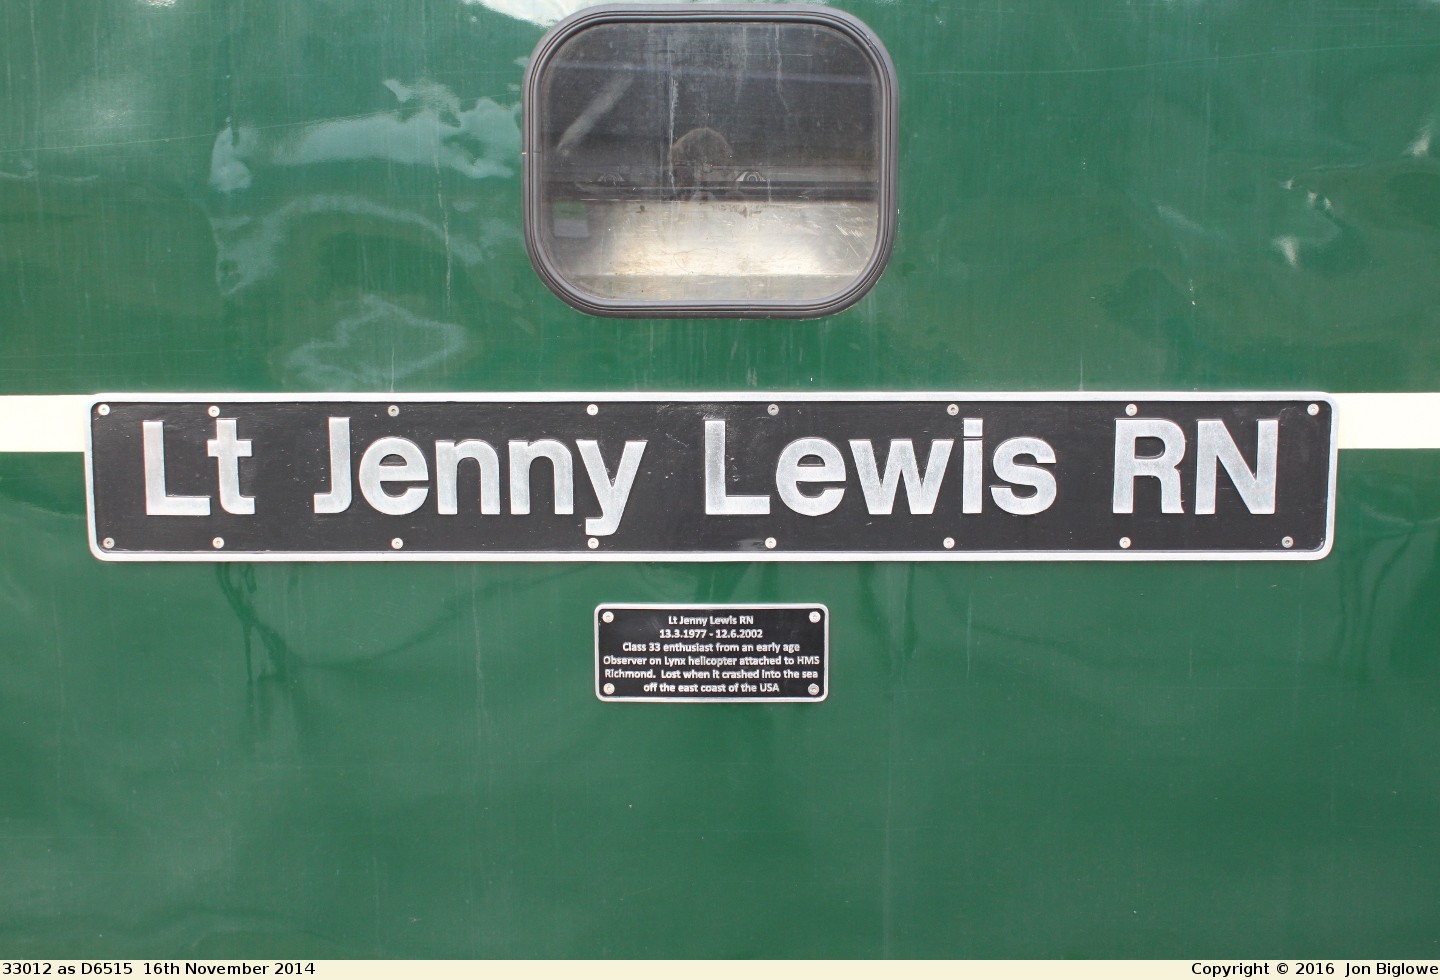 Lt Jenny Lewis RN
Lt Jenny Lewis RN
13.3.1977 - 12.6.2002
Class 33 enthusiast from an early age
Observer on Lynx helicopter attached to HMS
Richmond.  Lost when it crashed into the sea
off the east coast of the USA
33012 as D6515  16th November 2014
Copyright © 2016  Jon Biglowe